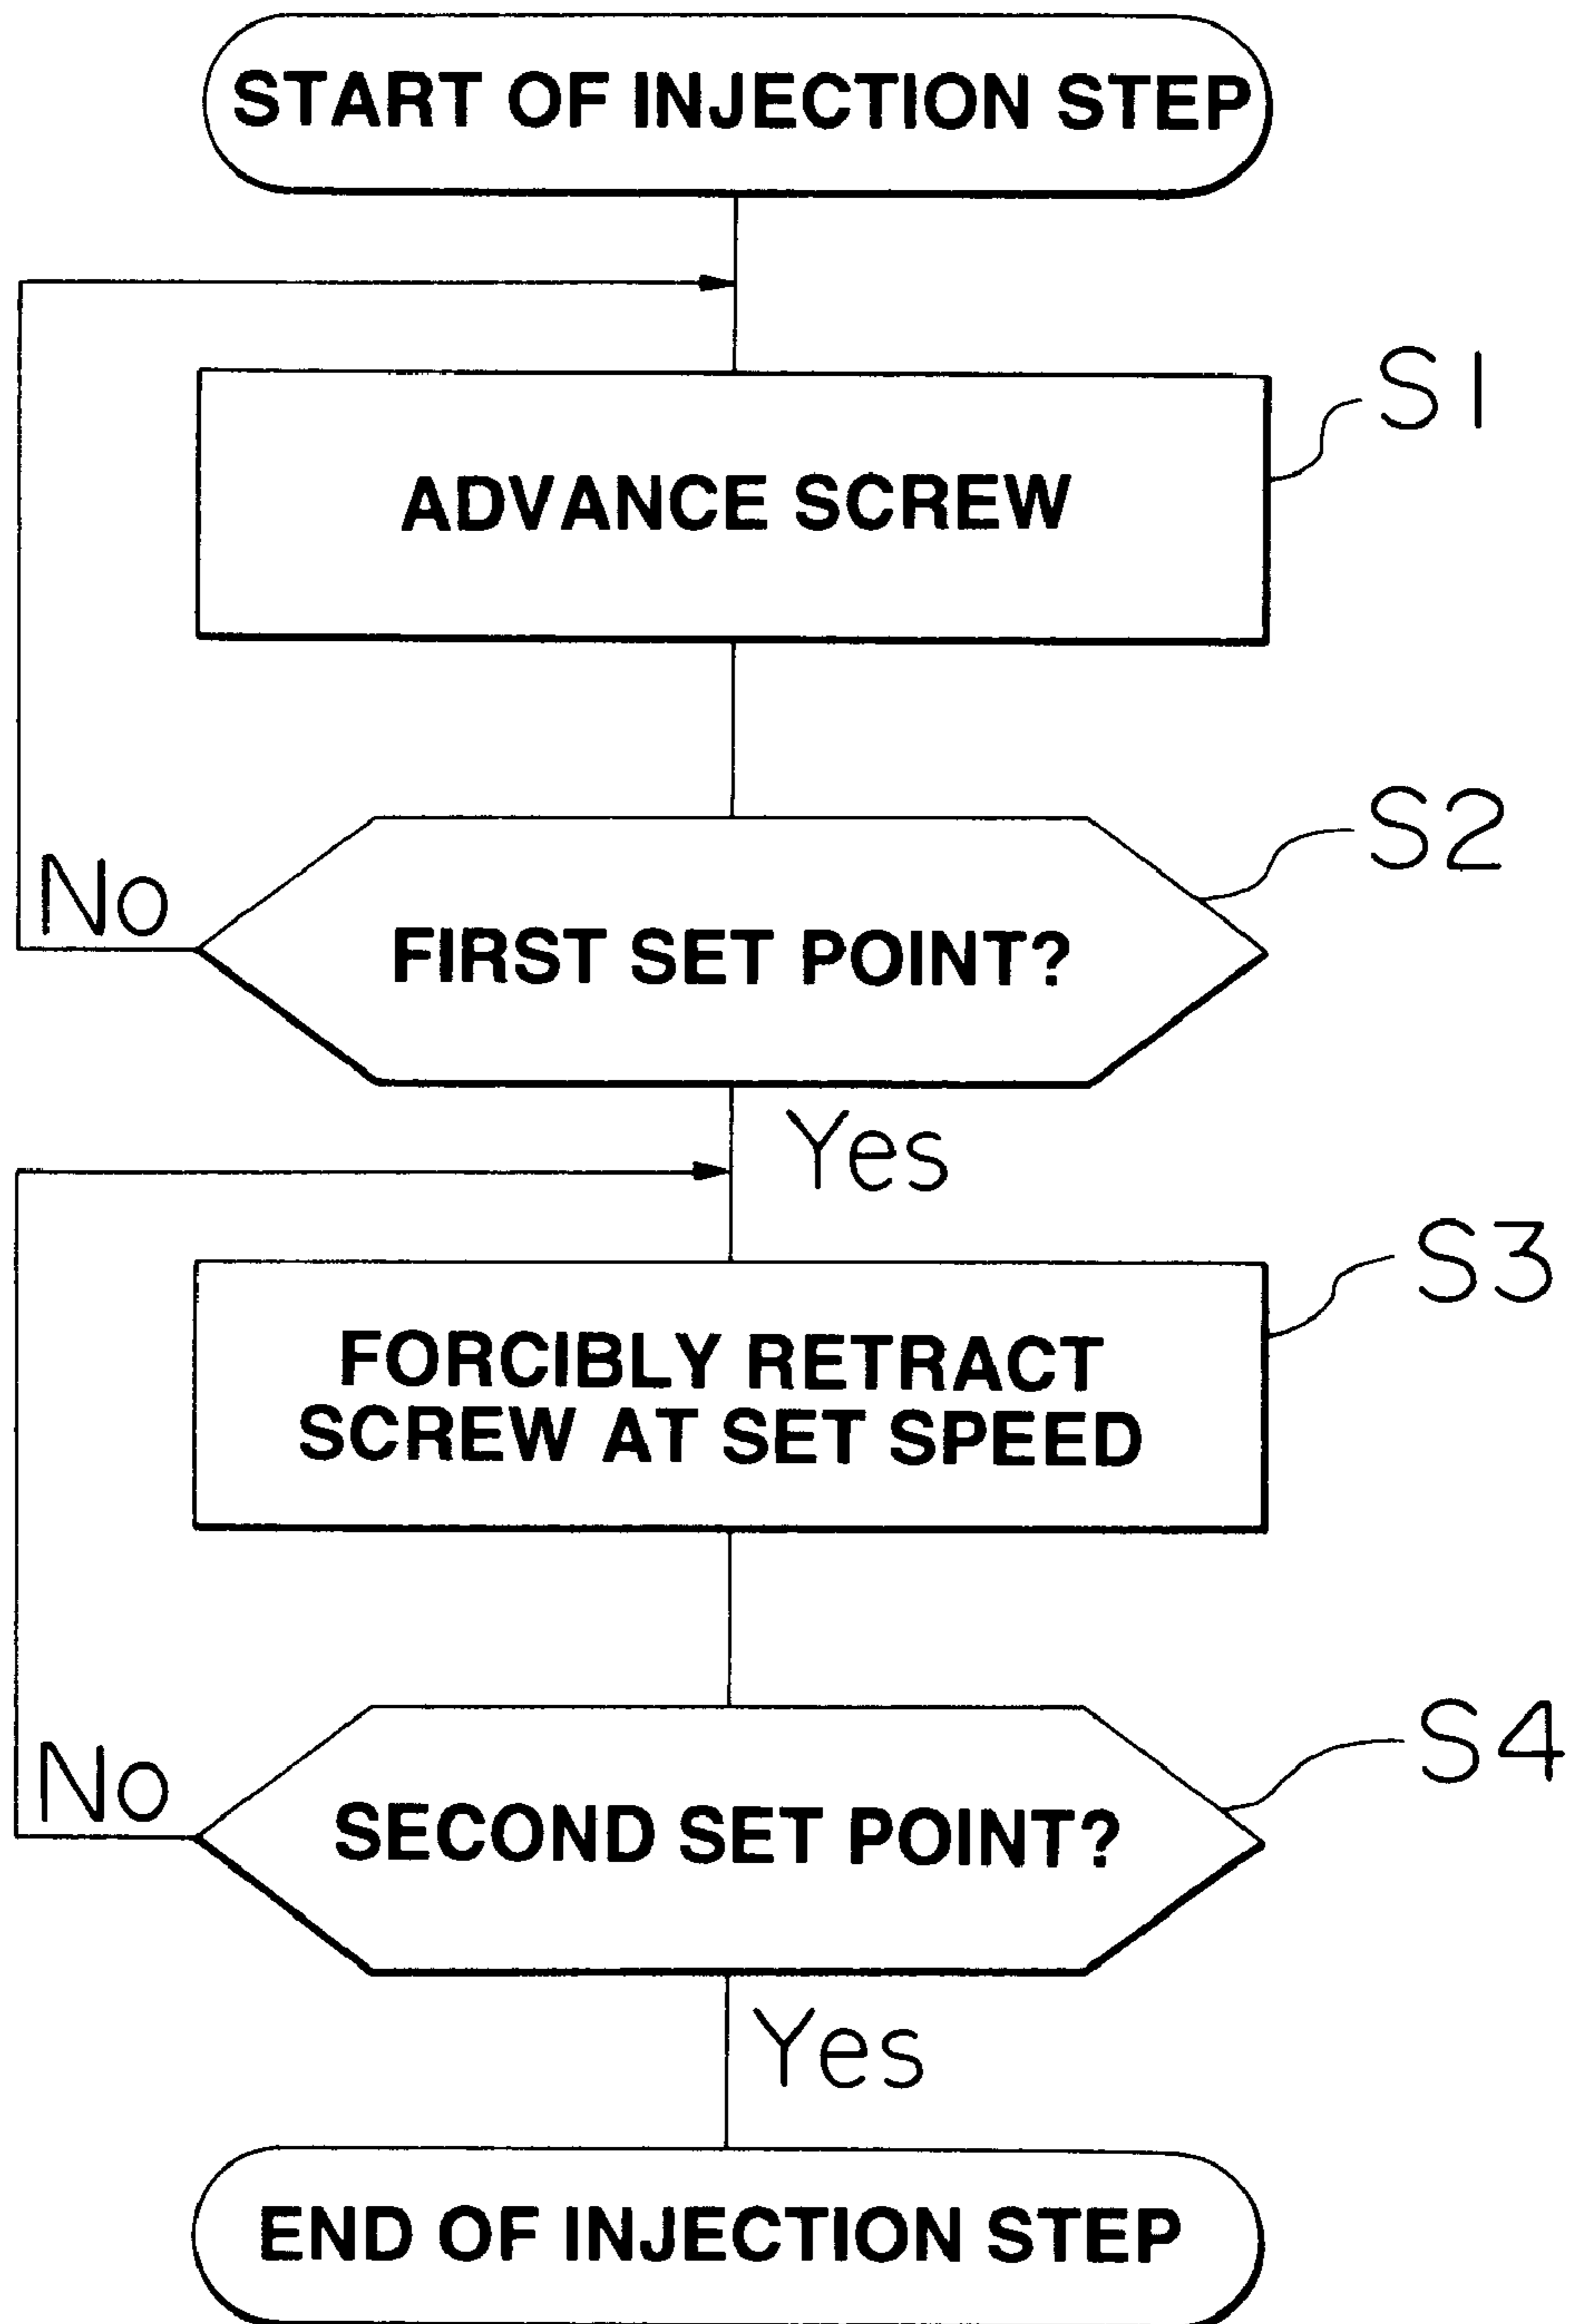 START OF INJECTION STEP
S1
ADVANCE SCREW
S2
No
FIRST SET POINT?
Yes
S3
FORCIBLY RETRACT
SCREW AT SET SPEED
S4
No
SECOND SET POINT?
Yes
END OF INJECTION STEP